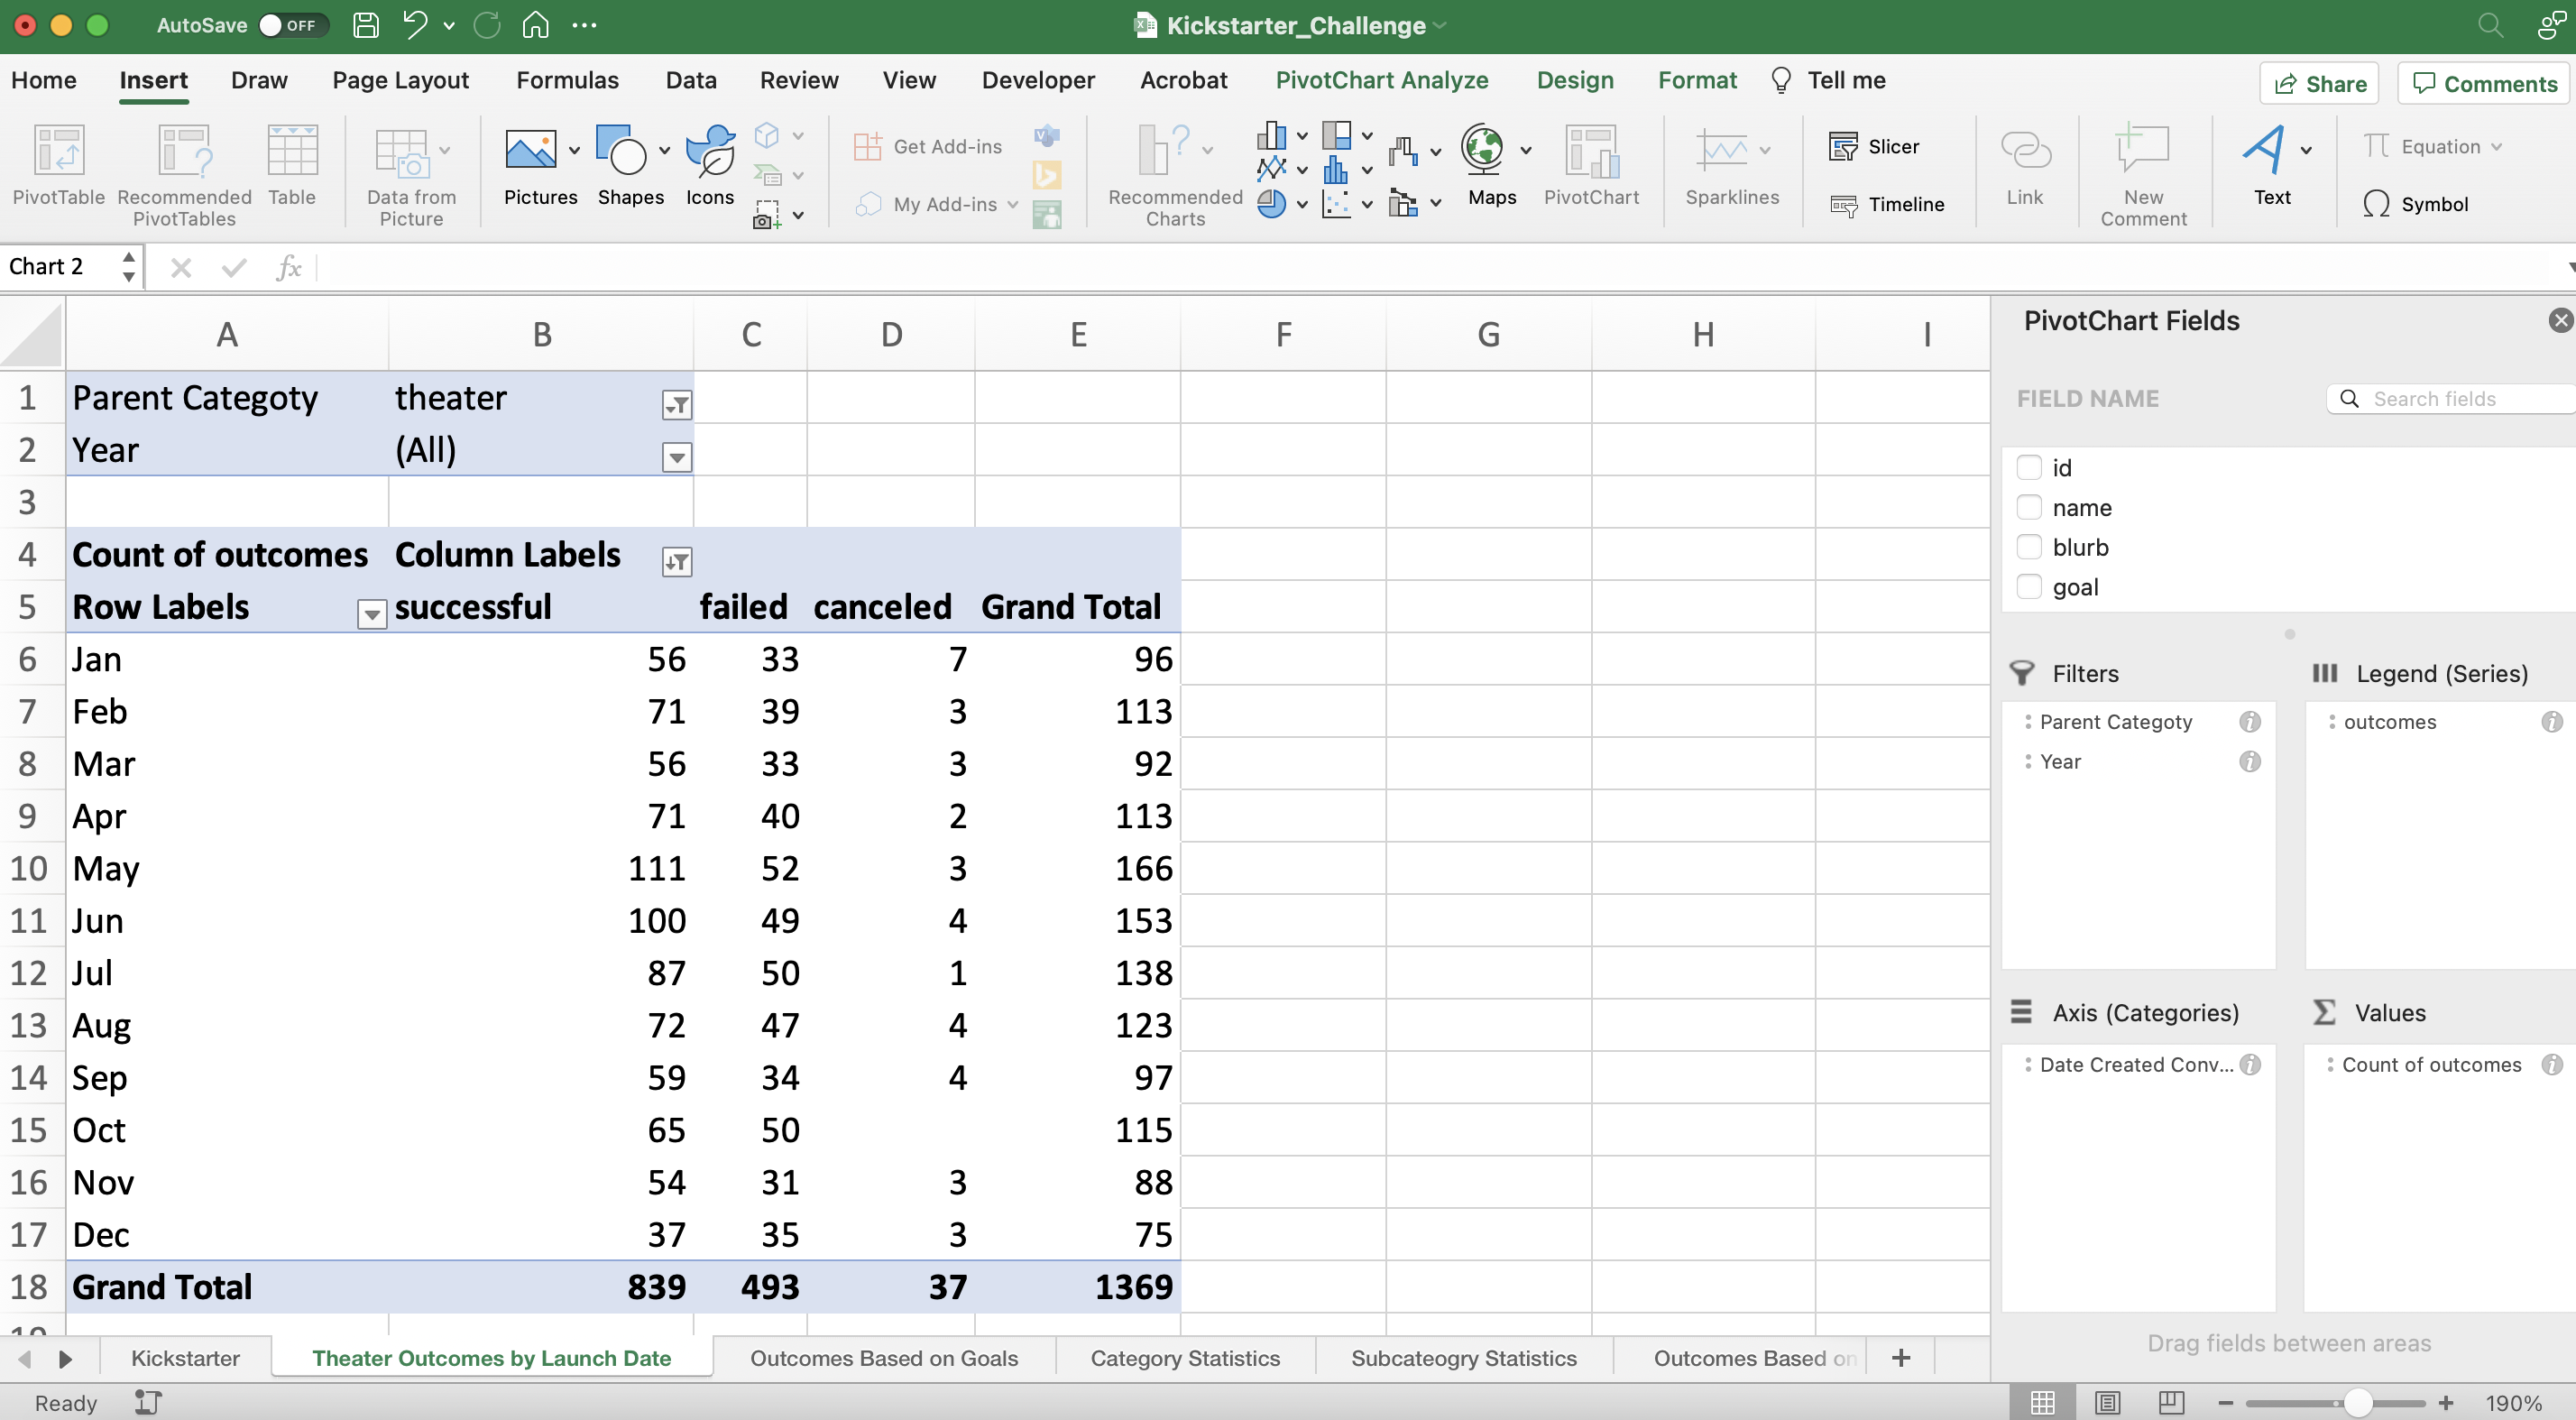 AutoSave OFF Kickstarter_Challenge
Home Insert Draw Page Layout Formulas Data Review View Developer Acrobat PivotChart Analyze Design Format Tell me Share Comments
PivotTable Recommended PivotTables Table Data from Picture Pictures Shapes Icons Get Add-ins My Add-ins Recommended Charts Maps PivotChart Sparklines Slicer Timeline Link New Comment Text Equation Symbol
Chart 2 fx
A B C D E F G H I
1 Parent Categoty theater
2 Year (All)
3
4 Count of outcomes Column Labels
5 Row Labels successful failed canceled Grand Total
6 Jan 56 33 7 96
7 Feb 71 39 3 113
8 Mar 56 33 3 92
9 Apr 71 40 2 113
10 May 111 52 3 166
11 Jun 100 49 4 153
12 Jul 87 50 1 138
13 Aug 72 47 4 123
14 Sep 59 34 4 97
15 Oct 65 50 115
16 Nov 54 31 3 88
17 Dec 37 35 3 75
18 Grand Total 839 493 37 1369
19
PivotChart Fields
FIELD NAME Search fields
id
name
blurb
goal
Filters Legend (Series)
Parent Categoty outcomes
Year
Axis (Categories) Values
Date Created Conv... Count of outcomes
Drag fields between areas
Kickstarter Theater Outcomes by Launch Date Outcomes Based on Goals Category Statistics Subcateogry Statistics Outcomes Based on
Ready 190%